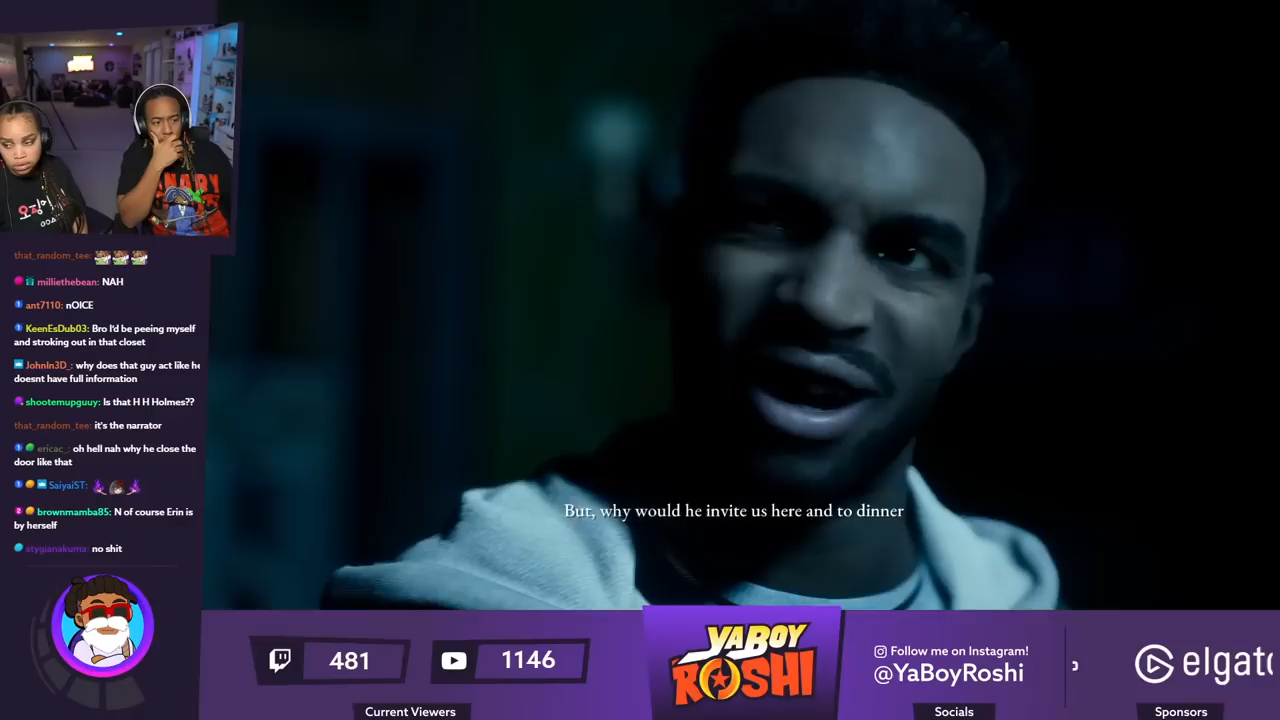 that_random_tee:
milliethebean: NAH
ant7110: nOICE
KeenEsDub03: Bro I'd be peeing myself
and stroking out in that closet
JohnIn3D_: why does that guy act like he
doesnt have full information
shootemupguuy: Is that H H Holmes??
that_random_tee: it's the narrator
ericac_: oh hell nah why he close the
door like that
SaiyaiST:
brownmamba85: N of course Erin is
by herself
atygianakuma: no shit
But, why would he invite us here and to dinner
481
1146
Current Viewers
YABOY
ROSHI
Follow me on Instagram!
@YaBoyRoshi
Socials
elgato
Sponsors